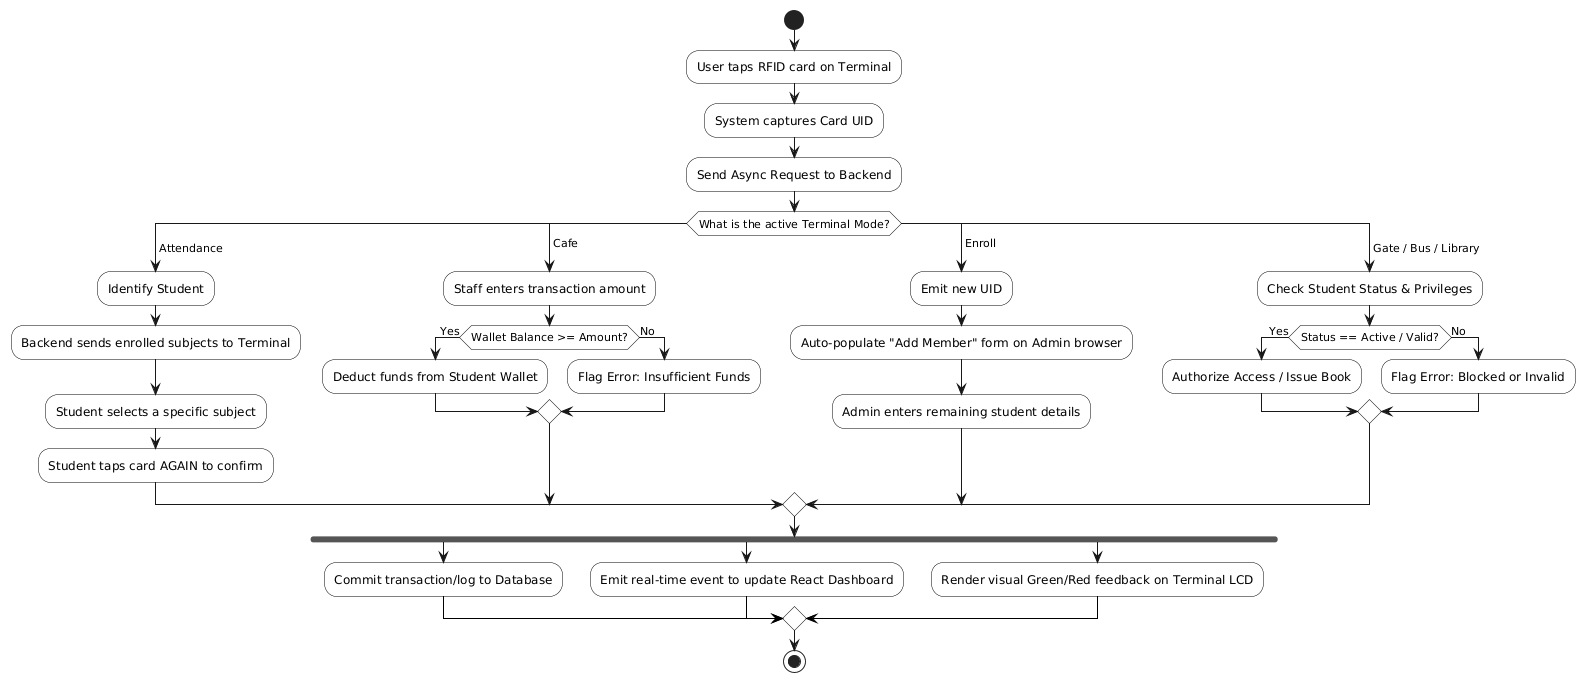 User taps RFID card on Terminal
System captures Card UID
Send Async Request to Backend
What is the active Terminal Mode?
Attendance
Cafe
Enroll
Gate / Bus / Library
Identify Student
Staff enters transaction amount
Emit new UID
Check Student Status & Privileges
Backend sends enrolled subjects to Terminal
Yes
Wallet Balance >= Amount?
No
Auto-populate "Add Member" form on Admin browser
Yes
Status == Active / Valid?
No
Deduct funds from Student Wallet
Flag Error: Insufficient Funds
Authorize Access / Issue Book
Flag Error: Blocked or Invalid
Student selects a specific subject
Admin enters remaining student details
Student taps card AGAIN to confirm
Commit transaction/log to Database
Emit real-time event to update React Dashboard
Render visual Green/Red feedback on Terminal LCD